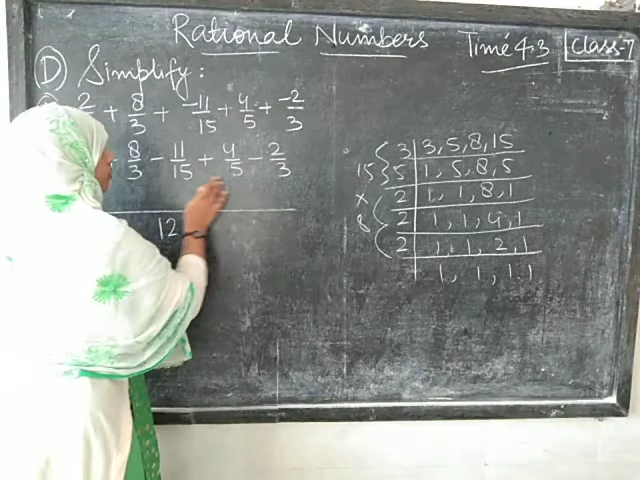 Rational Numbers Time 4.3 Class-7
D Simplify:
2 + 8/3 + -11/15 + 4/5 + -2/3
8/3 - 11/15 + 4/5 - 2/3
12
3 | 3, 5, 8, 15
15 5 | 1, 5, 8, 5
x 2 | 1, 1, 8, 1
8 2 | 1, 1, 4, 1
2 | 1, 1, 2, 1
1, 1, 1, 1